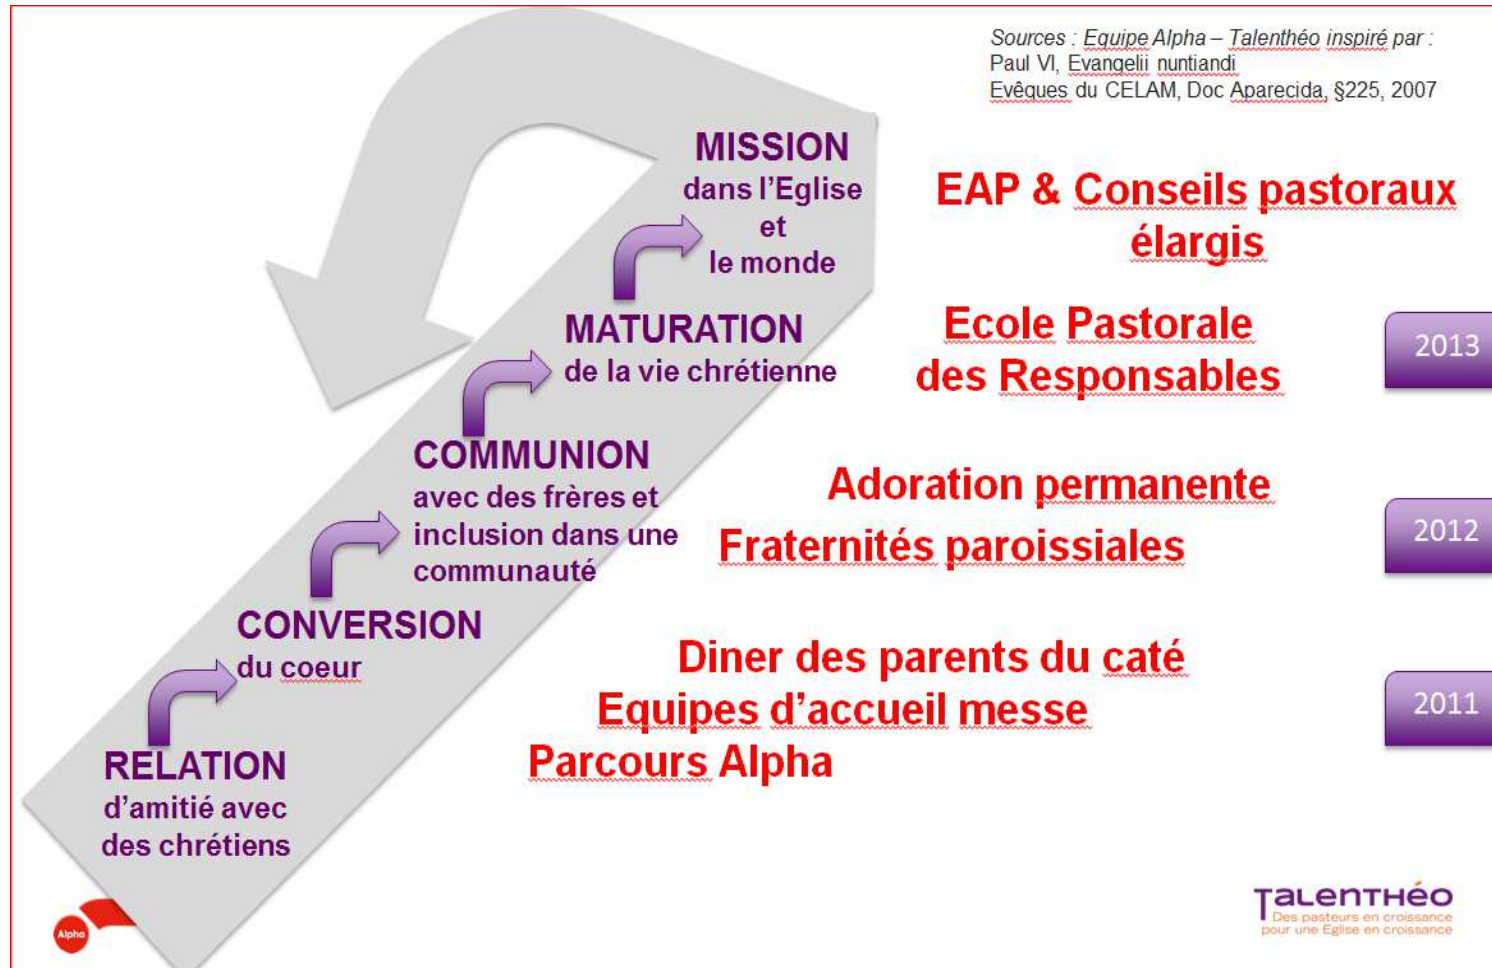 Sources : Equipe Alpha – Talenthéo inspiré par :
Paul VI, Evangelii nuntiandi
Evêques du CELAM, Doc Aparecida, §225, 2007
MISSION
dans l'Eglise
et
le monde
EAP & Conseils pastoraux
élargis
MATURATION
de la vie chrétienne
Ecole Pastorale
des Responsables
2013
COMMUNION
avec des frères et
inclusion dans une
communauté
Adoration permanente
Fraternités paroissiales
2012
CONVERSION
du coeur
Diner des parents du caté
Equipes d'accueil messe
Parcours Alpha
2011
RELATION
d'amitié avec
des chrétiens
Alpha
TALENTHÉO
Des pasteurs en croissance
pour une Eglise en croissance